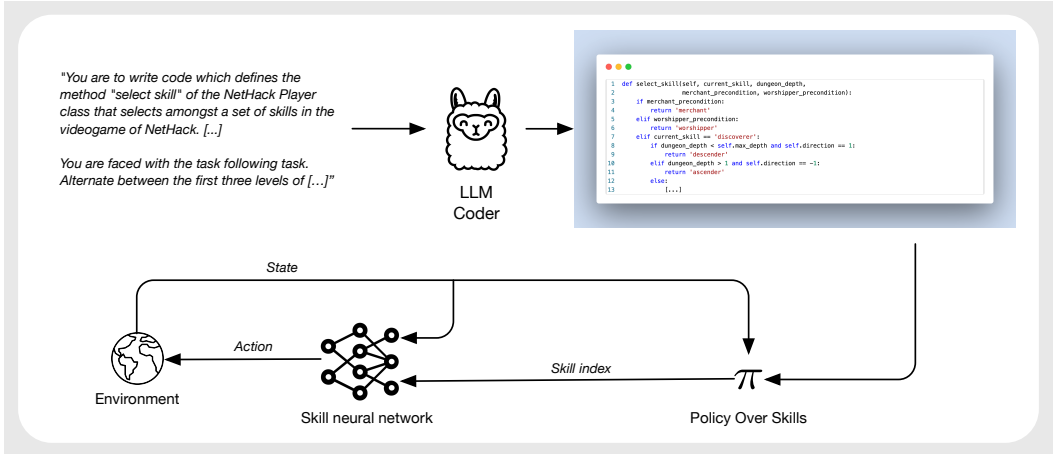 "You are to write code which defines the
method "select skill" of the NetHack Player
class that selects amongst a set of skills in the
videogame of NetHack. [...]
You are faced with the task following task.
Alternate between the first three levels of […]”
LLM
Coder
1 def select_skill(self, current_skill, dungeon_depth,
2 merchant_precondition, worshipper_precondition):
3 if merchant_precondition:
4 return 'merchant'
5 elif worshipper_precondition:
6 return 'worshipper'
7 elif current_skill == 'discoverer':
8 if dungeon_depth < self.max_depth and self.direction == 1:
9 return 'descender'
10 elif dungeon_depth > 1 and self.direction == -1:
11 return 'ascender'
12 else:
13 [...]
State
Action
Skill index
π
Environment
Skill neural network
Policy Over Skills